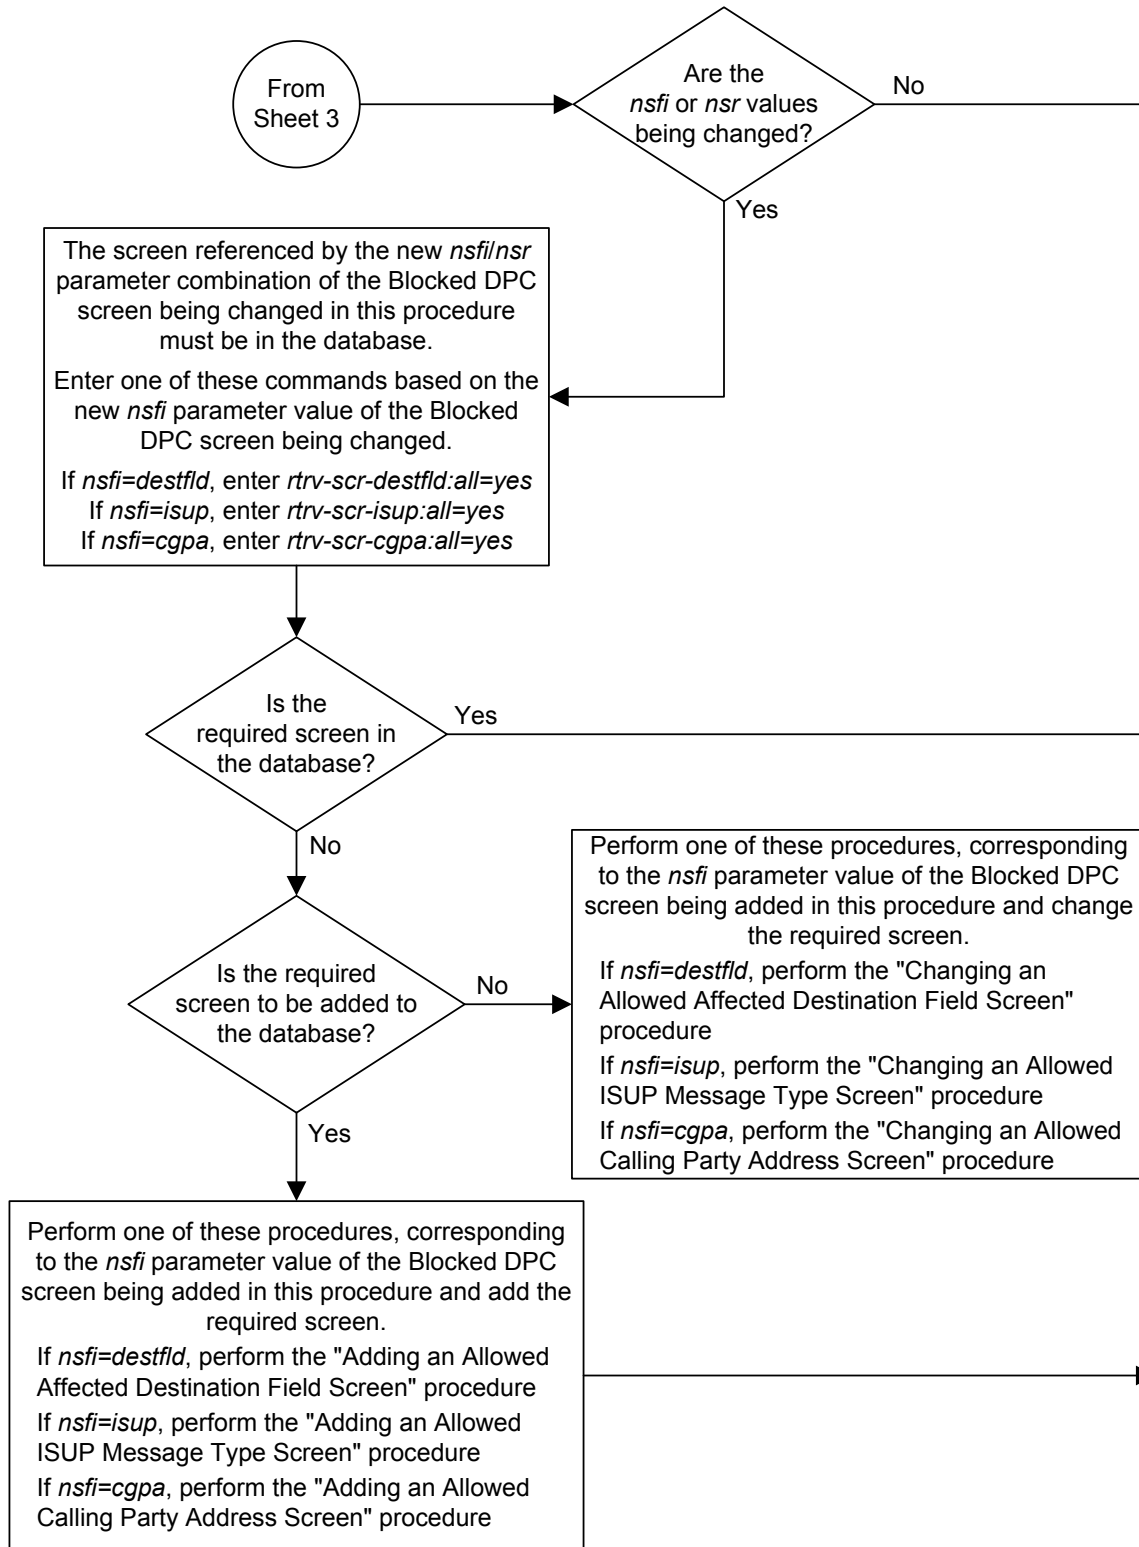 From
Sheet 3
Are the
nsfi or nsr values
being changed?
No
Yes
The screen referenced by the new nsfi/nsr
parameter combination of the Blocked DPC
screen being changed in this procedure
must be in the database.
Enter one of these commands based on the
new nsfi parameter value of the Blocked
DPC screen being changed.
If nsfi=destfld, enter rtrv-scr-destfld:all=yes
If nsfi=isup, enter rtrv-scr-isup:all=yes
If nsfi=cgpa, enter rtrv-scr-cgpa:all=yes
Is the
required screen in
the database?
Yes
No
Is the required
screen to be added to
the database?
No
Yes
Perform one of these procedures, corresponding
to the nsfi parameter value of the Blocked DPC
screen being added in this procedure and change
the required screen.
If nsfi=destfld, perform the "Changing an
Allowed Affected Destination Field Screen"
procedure
If nsfi=isup, perform the "Changing an Allowed
ISUP Message Type Screen" procedure
If nsfi=cgpa, perform the "Changing an Allowed
Calling Party Address Screen" procedure
Perform one of these procedures, corresponding
to the nsfi parameter value of the Blocked DPC
screen being added in this procedure and add the
required screen.
If nsfi=destfld, perform the "Adding an Allowed
Affected Destination Field Screen" procedure
If nsfi=isup, perform the "Adding an Allowed
ISUP Message Type Screen" procedure
If nsfi=cgpa, perform the "Adding an Allowed
Calling Party Address Screen" procedure